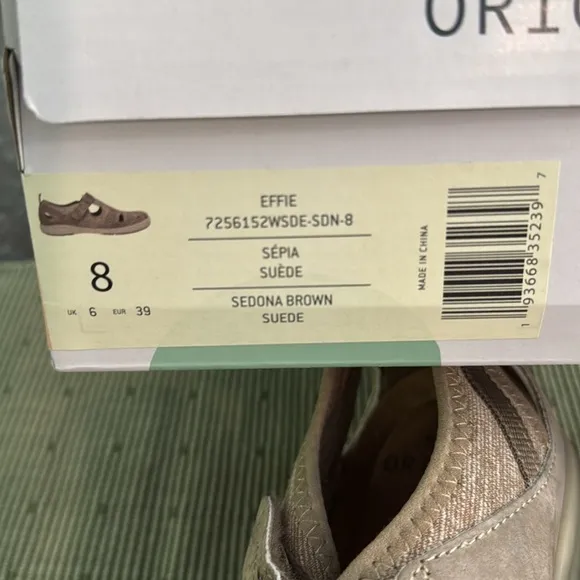 ORIG
EFFIE
7256152WSDE-SDN-8
SÉPIA
SUÈDE
SEDONA BROWN
SUEDE
8
UK 6 EUR 39
MADE IN CHINA
1 93668 35239 7